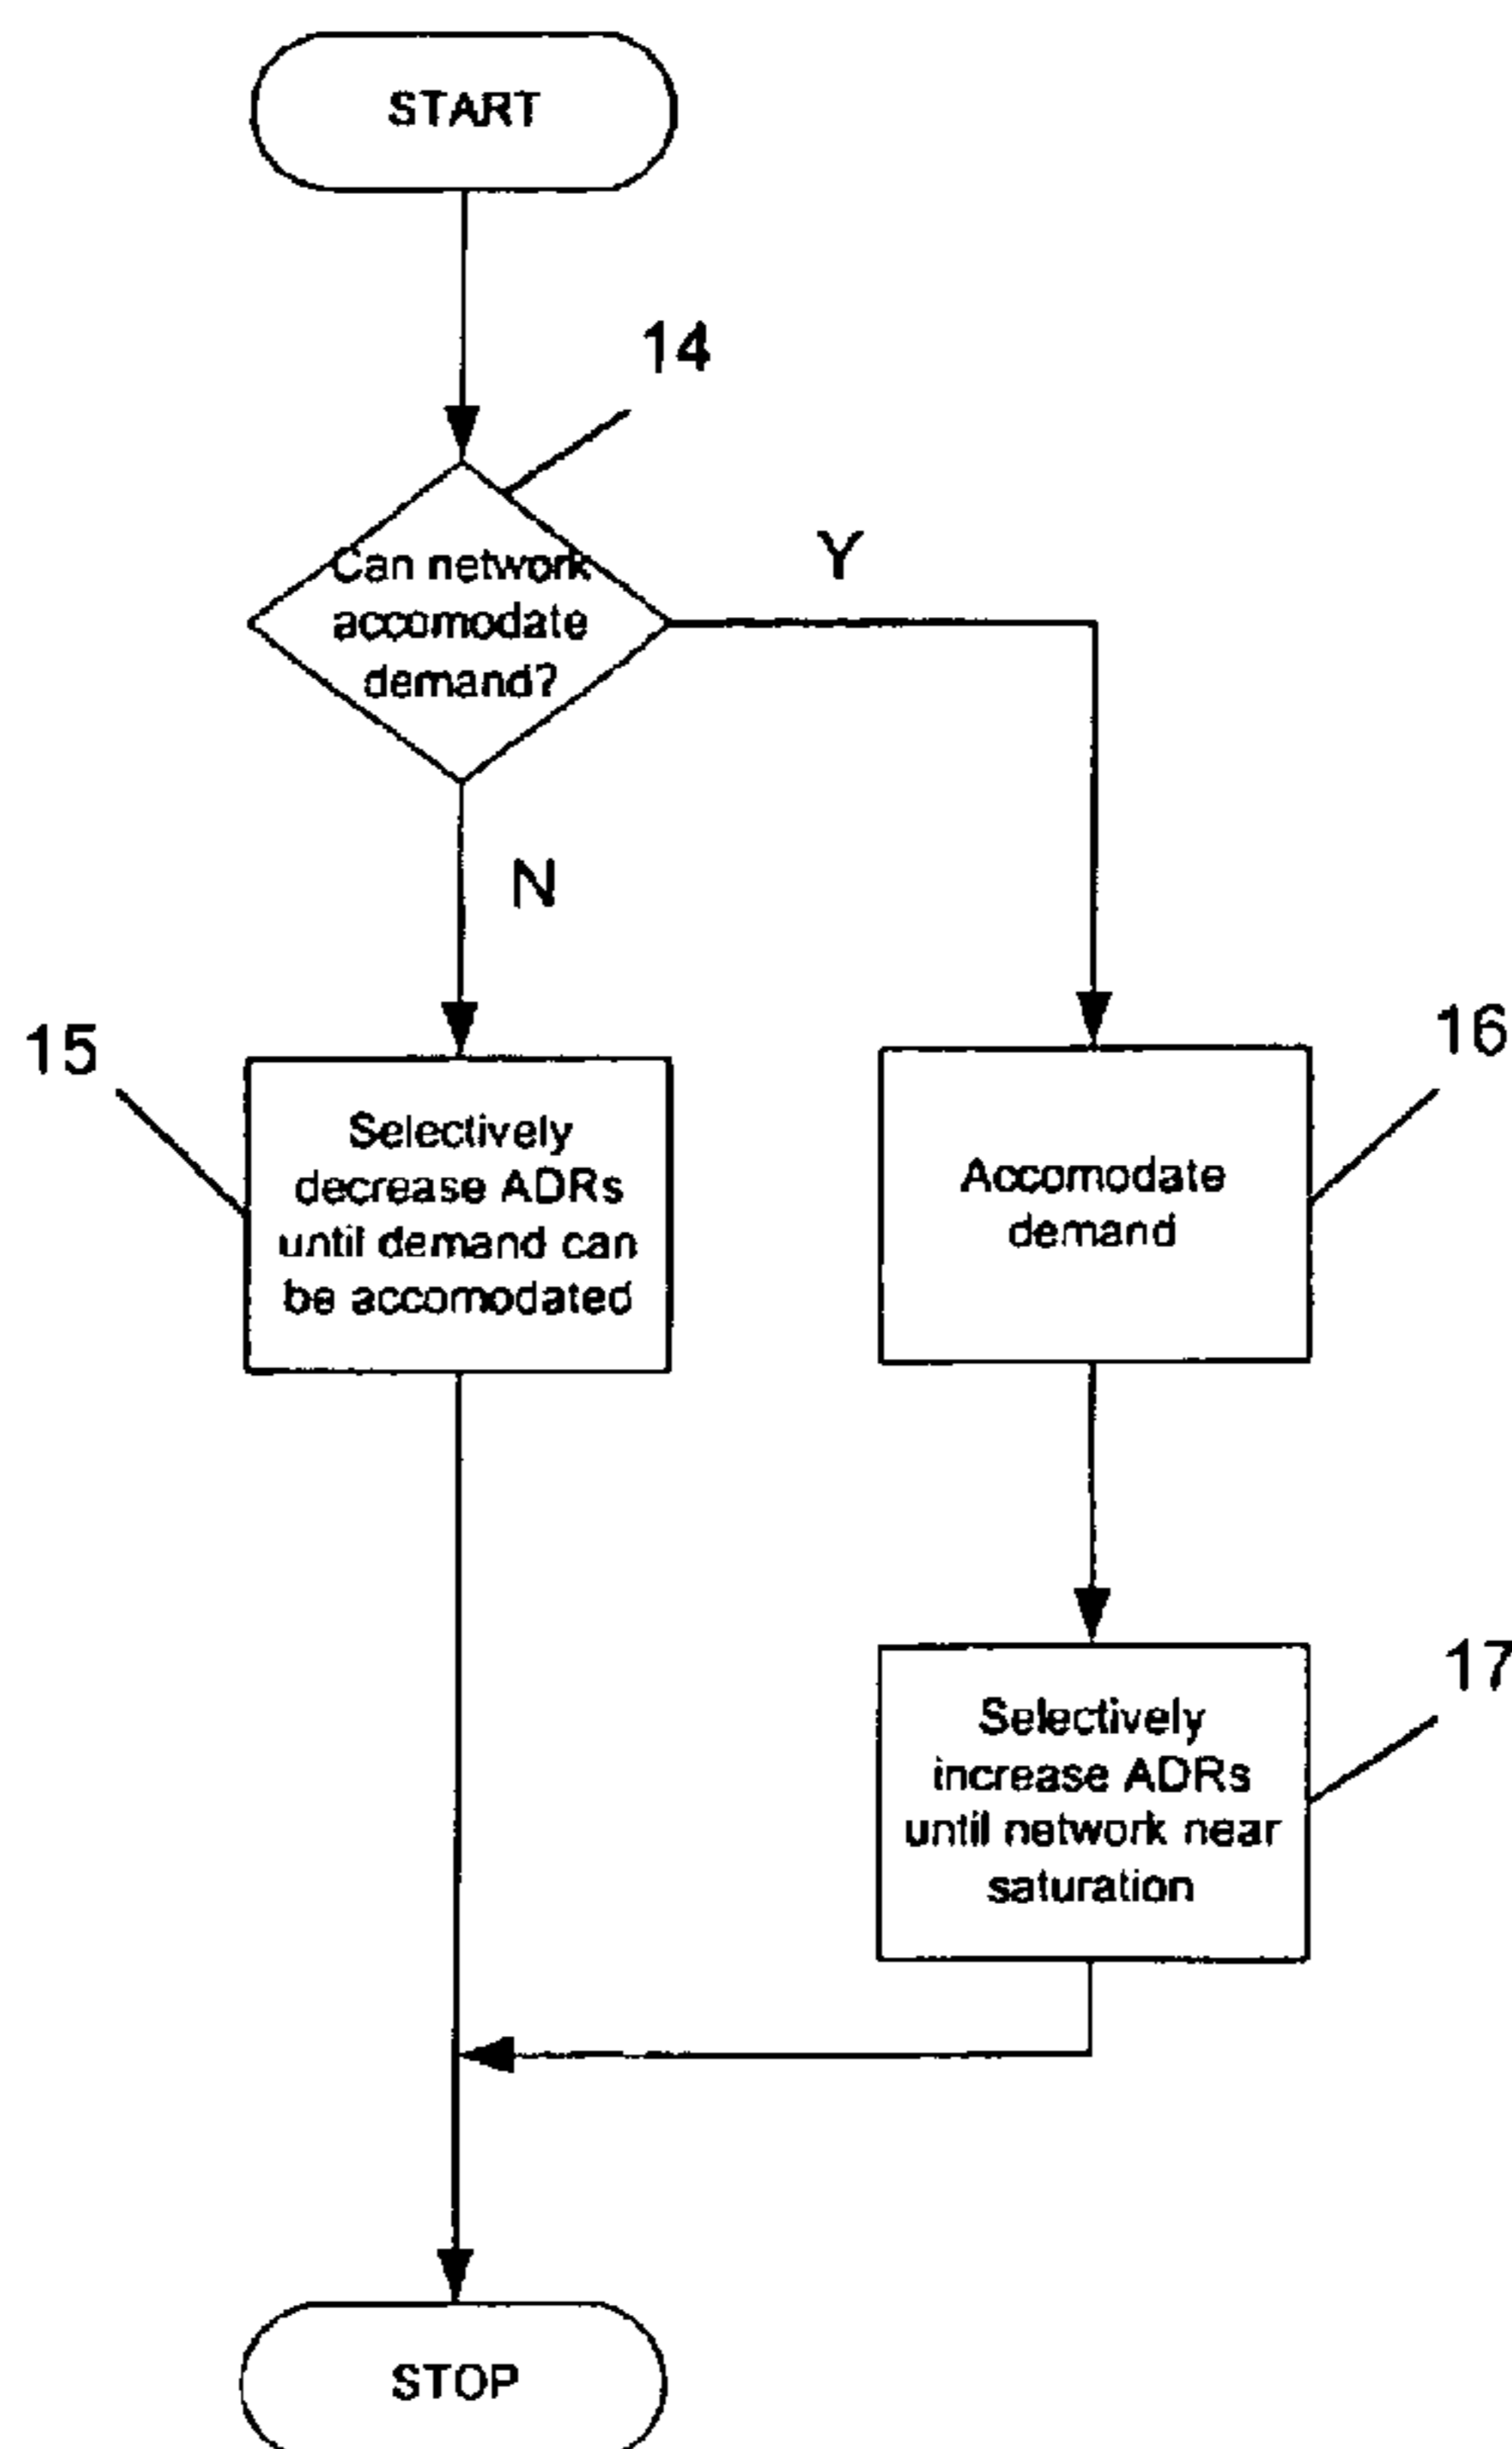 START
14
Can network
accomodate
demand?
Y
N
15
Selectively
decrease ADRs
until demand can
be accomodated
16
Accomodate
demand
17
Selectively
increase ADRs
until network near
saturation
STOP